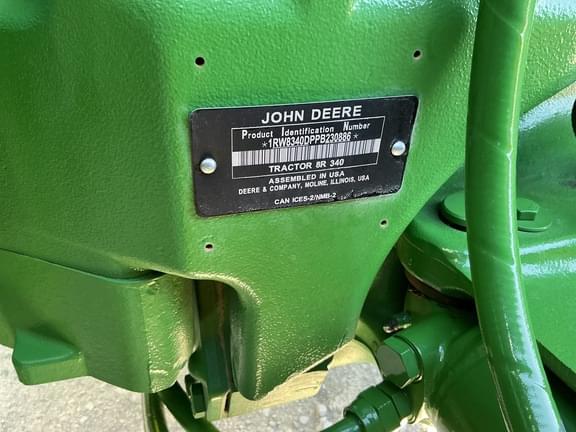 JOHN DEERE
Product Identification Number
*1RW8340DPPB230886*
TRACTOR 8R 340
ASSEMBLED IN USA
DEERE & COMPANY, MOLINE, ILLINOIS, USA
CAN ICES-2/NMB-2